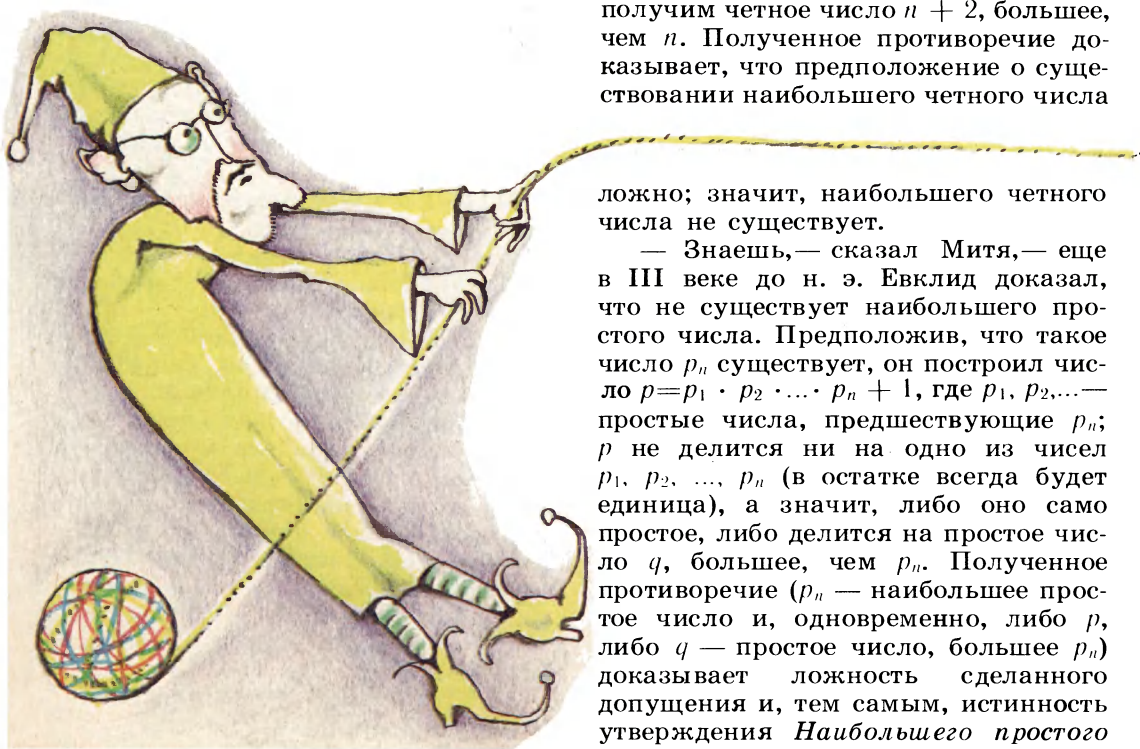 получим четное число n + 2, большее,
чем n. Полученное противоречие до-
казывает, что предположение о суще-
ствовании наибольшего четного числа
ложно; значит, наибольшего четного
числа не существует.
— Знаешь,— сказал Митя,— еще
в III веке до н. э. Евклид доказал,
что не существует наибольшего про-
стого числа. Предположив, что такое
число pₙ существует, он построил чис-
ло p=p₁ · p₂ ·...· pₙ + 1, где p₁, p₂,...—
простые числа, предшествующие pₙ;
p не делится ни на одно из чисел
p₁, p₂, ..., pₙ (в остатке всегда будет
единица), а значит, либо оно само
простое, либо делится на простое чис-
ло q, большее, чем pₙ. Полученное
противоречие (pₙ — наибольшее прос-
тое число и, одновременно, либо p,
либо q — простое число, большее pₙ)
доказывает ложность сделанного
допущения и, тем самым, истинность
утверждения Наибольшего простого